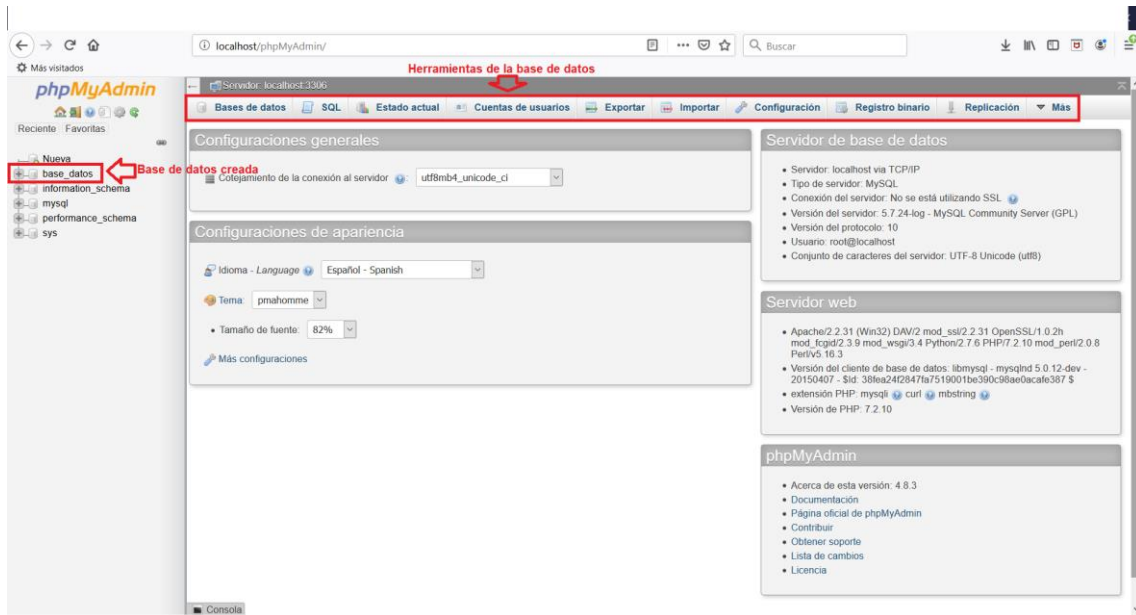 localhost/phpMyAdmin/
Buscar
Más visitados
Herramientas de la base de datos
phpMyAdmin
Reciente Favoritas
Nueva
base_datos
information_schema
mysql
performance_schema
sys
Base de datos creada
Servidor: localhost:3306
Bases de datos SQL Estado actual Cuentas de usuarios Exportar Importar Configuración Registro binario Replicación Más
Configuraciones generales
Cotejamiento de la conexión al servidor : utf8mb4_unicode_ci
Configuraciones de apariencia
Idioma - Language Español - Spanish
Tema: pmahomme
• Tamaño de fuente: 82%
Más configuraciones
Servidor de base de datos
• Servidor: localhost via TCP/IP
• Tipo de servidor: MySQL
• Conexión del servidor: No se está utilizando SSL
• Versión del servidor: 5.7.24-log - MySQL Community Server (GPL)
• Versión del protocolo: 10
• Usuario: root@localhost
• Conjunto de caracteres del servidor: UTF-8 Unicode (utf8)
Servidor web
• Apache/2.2.31 (Win32) DAV/2 mod_ssl/2.2.31 OpenSSL/1.0.2h
mod_fcgid/2.3.9 mod_wsgi/3.4 Python/2.7.6 PHP/7.2.10 mod_perl/2.0.8
Perl/v5.16.3
• Versión del cliente de base de datos: libmysql - mysqlnd 5.0.12-dev -
20150407 - $Id: 38fea24f2847fa7519001be390c98ae0acafe387 $
• extensión PHP: mysqli curl mbstring
• Versión de PHP: 7.2.10
phpMyAdmin
• Acerca de esta versión: 4.8.3
• Documentación
• Página oficial de phpMyAdmin
• Contribuir
• Obtener soporte
• Lista de cambios
• Licencia
Consola